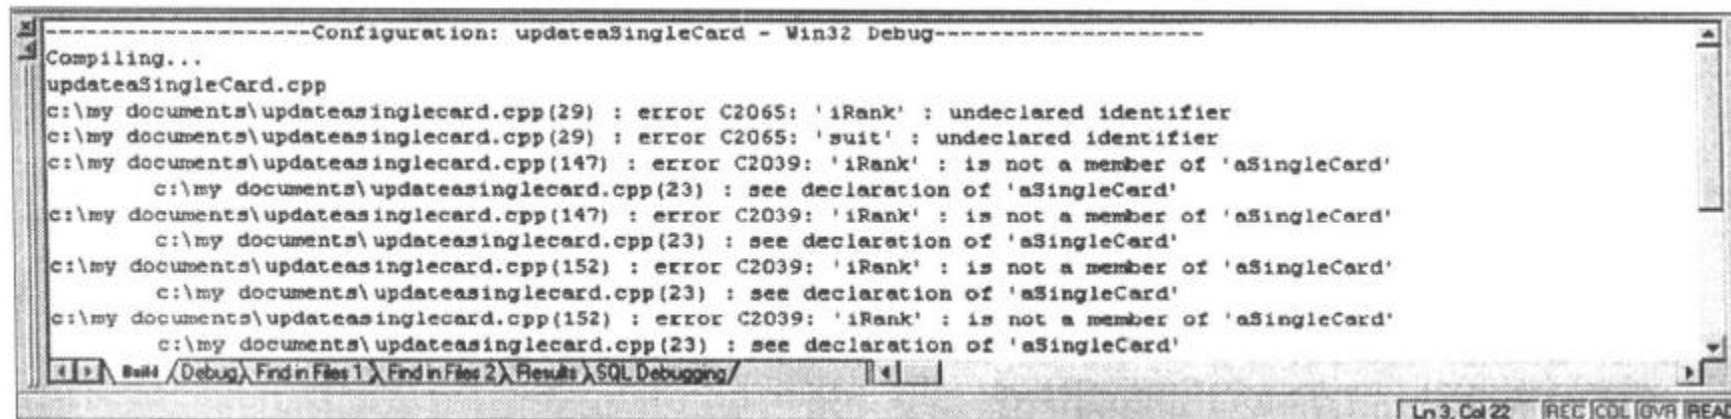 --------------------Configuration: updateaSingleCard - Win32 Debug--------------------
Compiling...
updateaSingleCard.cpp
c:\my documents\updateasinglecard.cpp(29) : error C2065: 'iRank' : undeclared identifier
c:\my documents\updateasinglecard.cpp(29) : error C2065: 'suit' : undeclared identifier
c:\my documents\updateasinglecard.cpp(147) : error C2039: 'iRank' : is not a member of 'aSingleCard'
c:\my documents\updateasinglecard.cpp(23) : see declaration of 'aSingleCard'
c:\my documents\updateasinglecard.cpp(147) : error C2039: 'iRank' : is not a member of 'aSingleCard'
c:\my documents\updateasinglecard.cpp(23) : see declaration of 'aSingleCard'
c:\my documents\updateasinglecard.cpp(152) : error C2039: 'iRank' : is not a member of 'aSingleCard'
c:\my documents\updateasinglecard.cpp(23) : see declaration of 'aSingleCard'
c:\my documents\updateasinglecard.cpp(152) : error C2039: 'iRank' : is not a member of 'aSingleCard'
c:\my documents\updateasinglecard.cpp(23) : see declaration of 'aSingleCard'
Build Debug Find in Files 1 Find in Files 2 Results SQL Debugging
Ln 3, Col 22 REC COL OVR REA